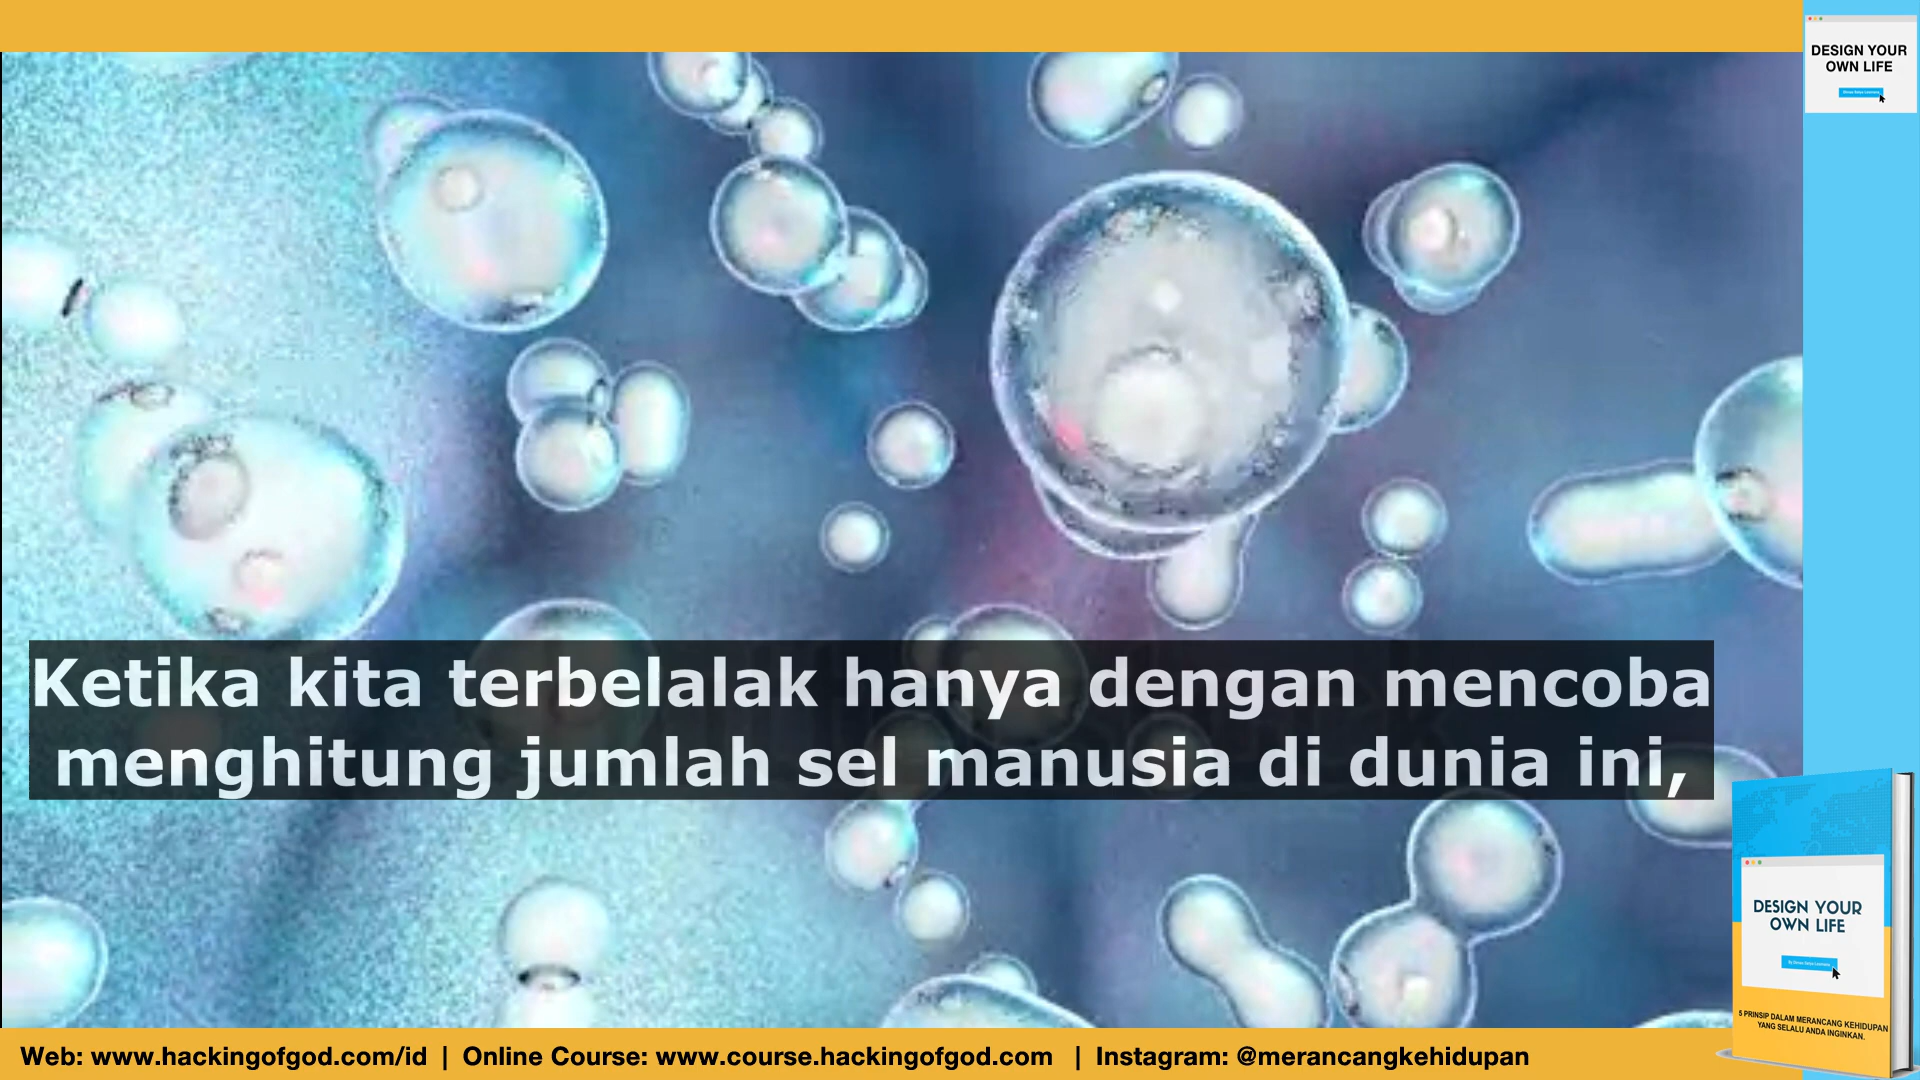 DESIGN YOUR
OWN LIFE
Ketika kita terbelalak hanya dengan mencoba
menghitung jumlah sel manusia di dunia ini,
DESIGN YOUR
OWN LIFE
5 PRINSIP DALAM MERANCANG KEHIDUPAN
YANG SELALU ANDA INGINKAN.
Web: www.hackingofgod.com/id | Online Course: www.course.hackingofgod.com | Instagram: @merancangkehidupan